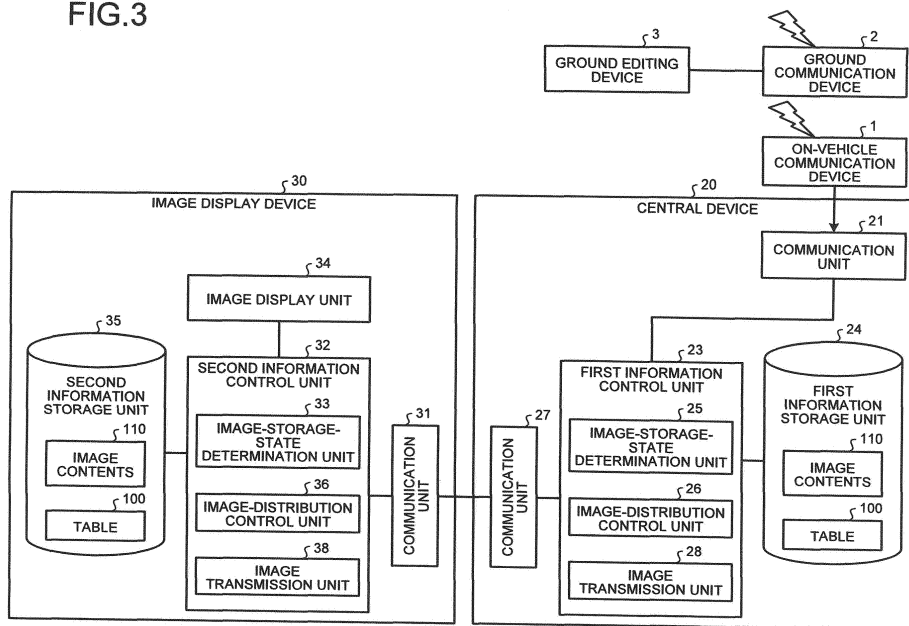 FIG.3
3
GROUND EDITING
DEVICE
2
GROUND
COMMUNICATION
DEVICE
1
ON-VEHICLE
COMMUNICATION
DEVICE
30
IMAGE DISPLAY DEVICE
20
CENTRAL DEVICE
21
COMMUNICATION
UNIT
34
IMAGE DISPLAY UNIT
35
SECOND
INFORMATION
STORAGE UNIT
110
IMAGE
CONTENTS
100
TABLE
32
SECOND INFORMATION
CONTROL UNIT
33
IMAGE-STORAGE-
STATE
DETERMINATION UNIT
36
IMAGE-DISTRIBUTION
CONTROL UNIT
38
IMAGE
TRANSMISSION UNIT
31
COMMUNICATION
UNIT
27
COMMUNICATION
UNIT
23
FIRST INFORMATION
CONTROL UNIT
25
IMAGE-STORAGE-
STATE
DETERMINATION UNIT
26
IMAGE-DISTRIBUTION
CONTROL UNIT
28
IMAGE
TRANSMISSION UNIT
24
FIRST
INFORMATION
STORAGE UNIT
110
IMAGE
CONTENTS
100
TABLE